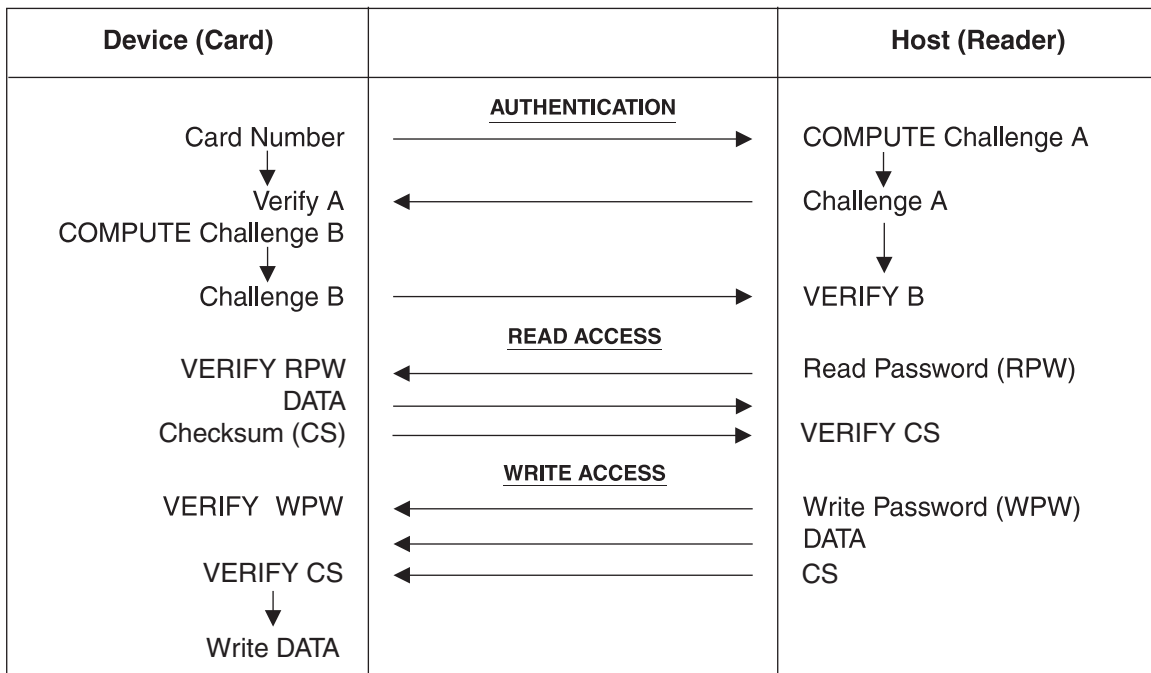 Device (Card) Host (Reader)
AUTHENTICATION
Card Number COMPUTE Challenge A
Verify A Challenge A
COMPUTE Challenge B
Challenge B VERIFY B
READ ACCESS
VERIFY RPW Read Password (RPW)
DATA
Checksum (CS) VERIFY CS
WRITE ACCESS
VERIFY WPW Write Password (WPW)
DATA
VERIFY CS CS
Write DATA